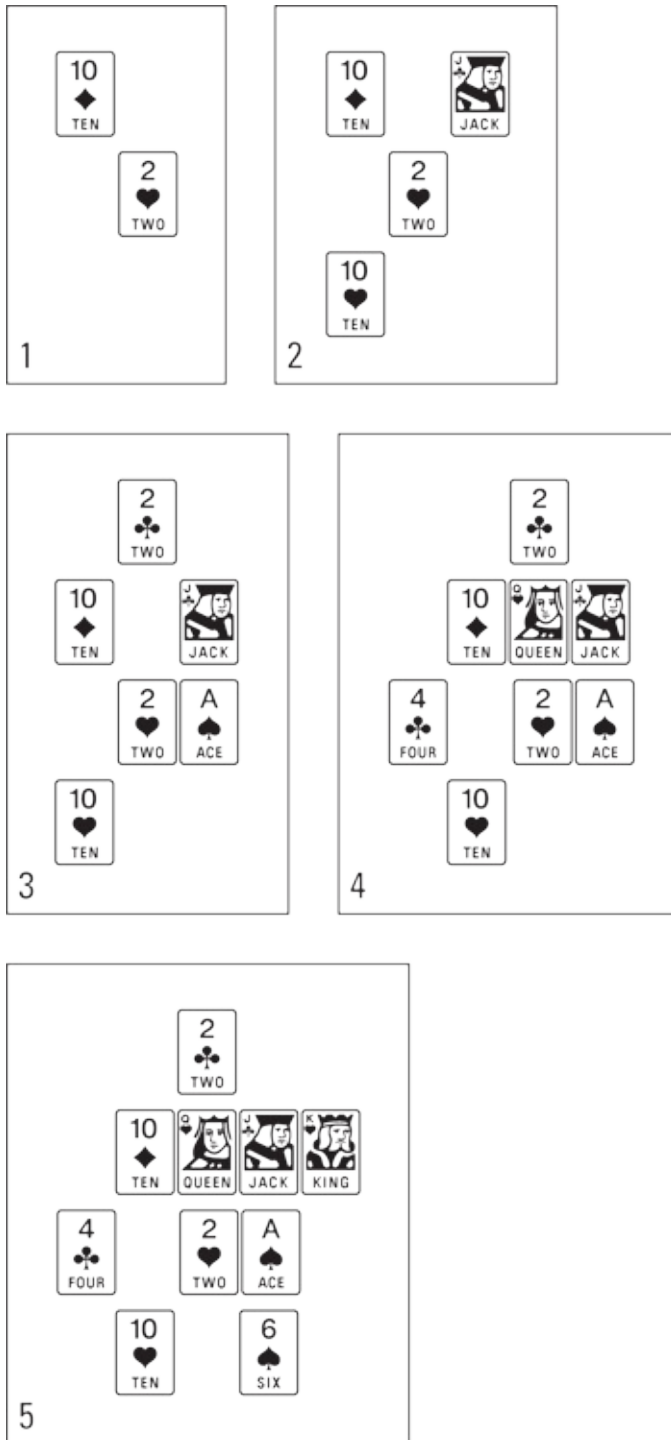 10
TEN
2
TWO
1
10
TEN
J
JACK
2
TWO
10
TEN
2
2
TWO
10
TEN
J
JACK
2
TWO
A
ACE
10
TEN
3
2
TWO
10
TEN
Q
QUEEN
J
JACK
4
FOUR
2
TWO
A
ACE
10
TEN
4
2
TWO
10
TEN
Q
QUEEN
J
JACK
K
KING
4
FOUR
2
TWO
A
ACE
10
TEN
6
SIX
5